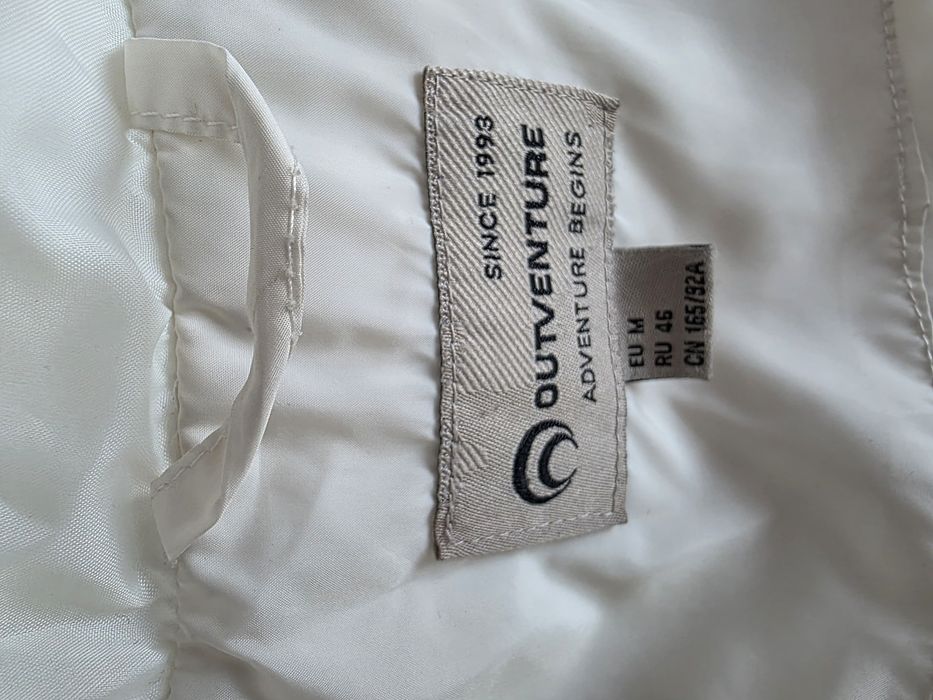 SINCE 1993
OUTVENTURE
ADVENTURE BEGINS
EU M
RU 46
CN 165/92A